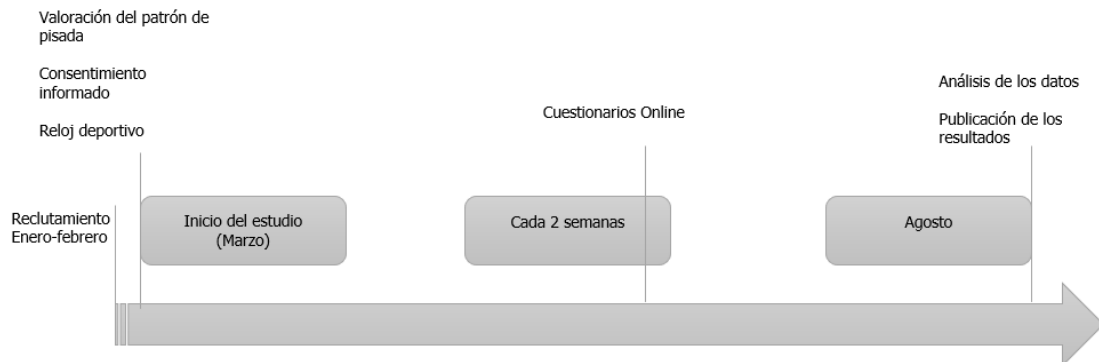 Valoración del patrón de
pisada
Consentimiento
informado
Reloj deportivo
Cuestionarios Online
Análisis de los datos
Publicación de los
resultados
Reclutamiento
Enero-febrero
Inicio del estudio
(Marzo)
Cada 2 semanas
Agosto